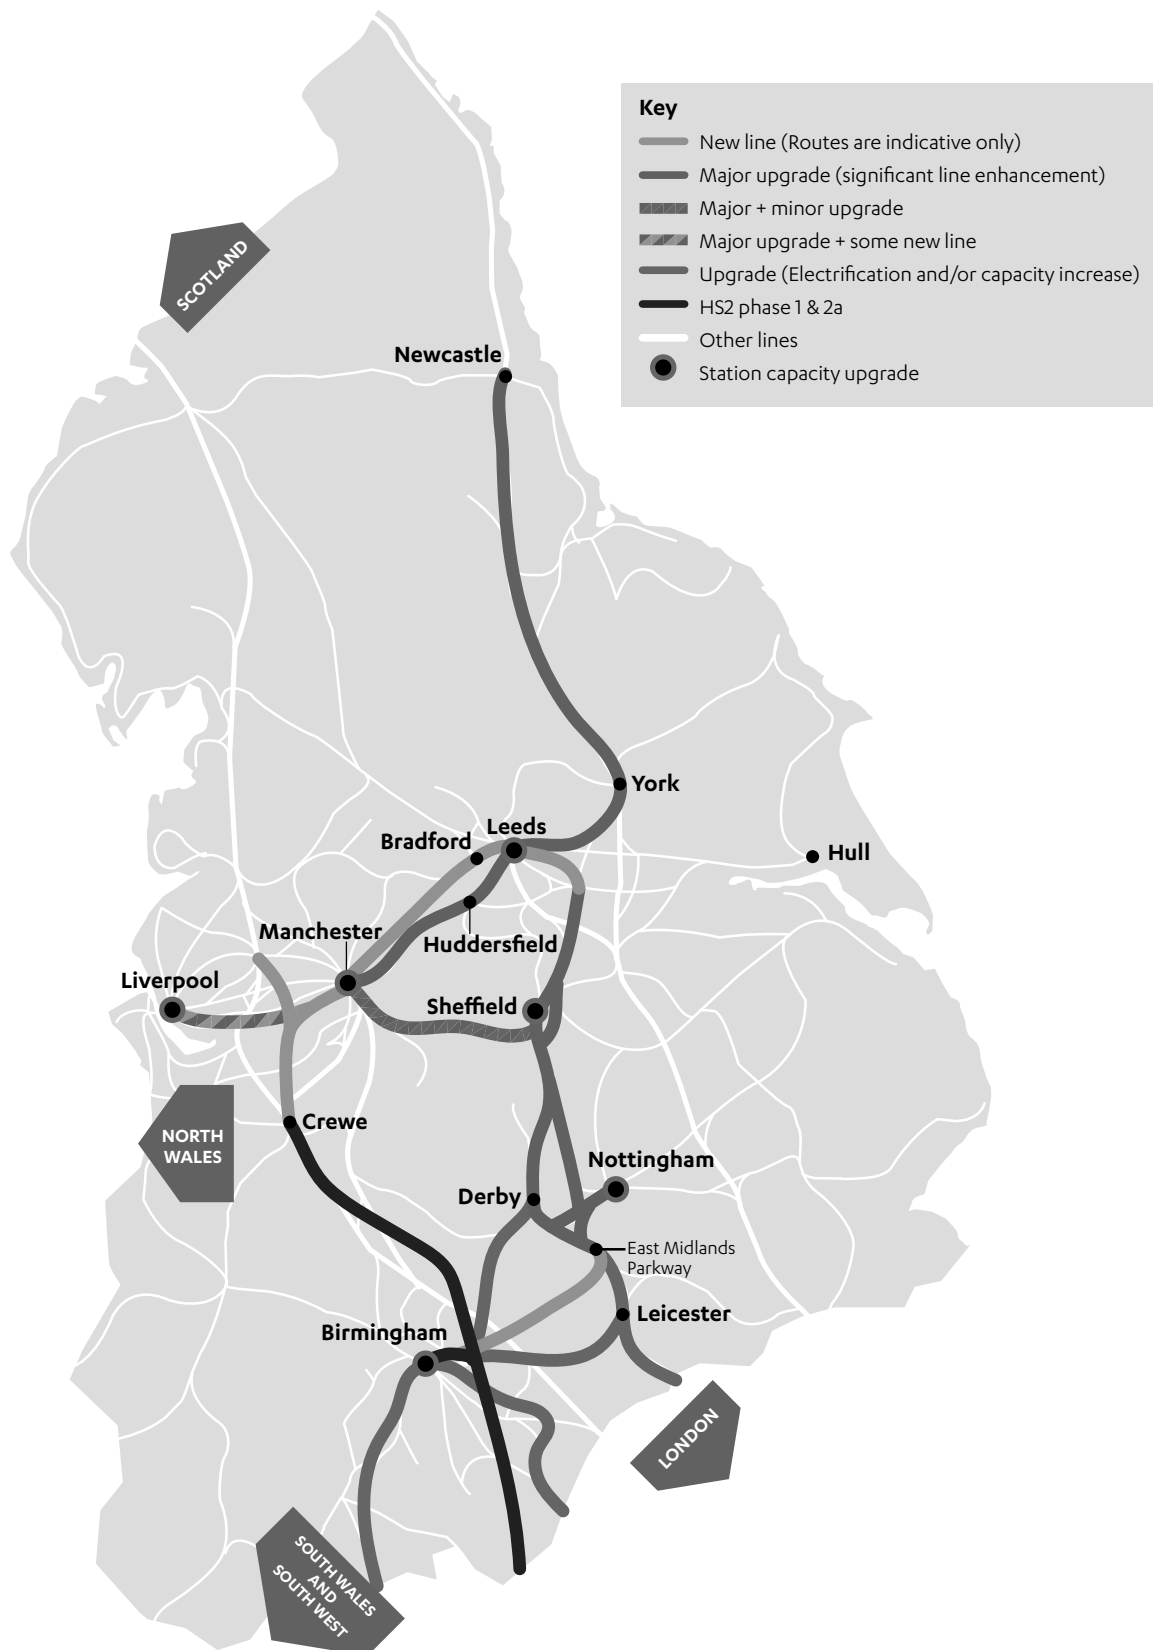 Key
New line (Routes are indicative only)
Major upgrade (significant line enhancement)
Major + minor upgrade
Major upgrade + some new line
Upgrade (Electrification and/or capacity increase)
HS2 phase 1 & 2a
Other lines
Station capacity upgrade
SCOTLAND
Newcastle
York
Leeds
Bradford
Hull
Manchester
Huddersfield
Liverpool
Sheffield
Crewe
NORTH
WALES
Nottingham
Derby
East Midlands
Parkway
Leicester
Birmingham
LONDON
SOUTH WALES
AND
SOUTH WEST